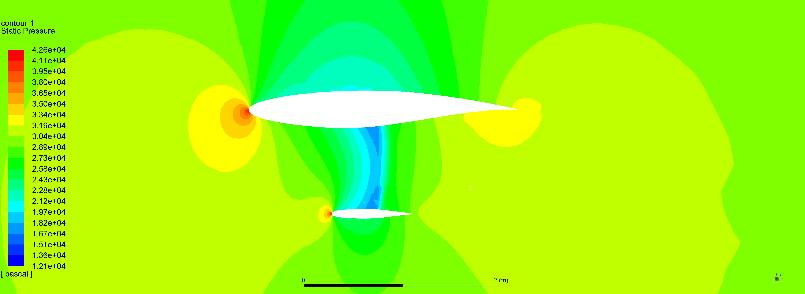 contour 1
Static Pressure
4.26e+04
4.11e+04
3.95e+04
3.80e+04
3.65e+04
3.50e+04
3.34e+04
3.19e+04
3.04e+04
2.89e+04
2.73e+04
2.58e+04
2.43e+04
2.28e+04
2.12e+04
1.97e+04
1.82e+04
1.67e+04
1.51e+04
1.36e+04
1.21e+04
[ pascal ]
0
(m)